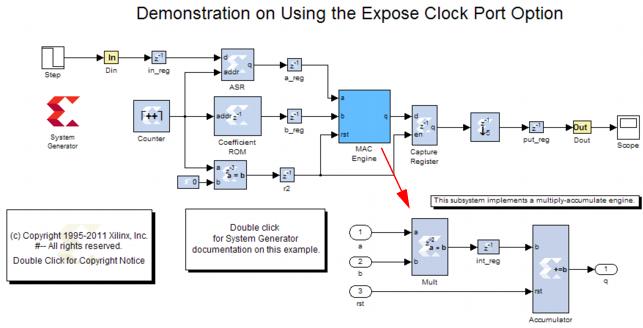 Demonstration on Using the Expose Clock Port Option
Step
In
Din
z⁻¹
in_reg
d
addr
q
ASR
z⁻¹
a_reg
System
Generator
++
Counter
addr z⁻¹
Coefficient
ROM
z⁻¹
b_reg
a
b
rst
q
MAC
Engine
d
en
z⁻¹
q
Capture
Register
z⁻¹
z⁻¹
put_reg
Out
Dout
Scope
0
a
b
z⁻¹
a = b
z⁻¹
r2
This subsystem implements a multiply-accumulate engine.
(c) Copyright 1995-2011 Xilinx, Inc.
#-- All rights reserved.
Double Click for Copyright Notice
Double click
for System Generator
documentation on this example.
1
a
2
b
3
rst
a
b
a = b
Mult
z⁻¹
int_reg
b
rst
+=b
Accumulator
1
q